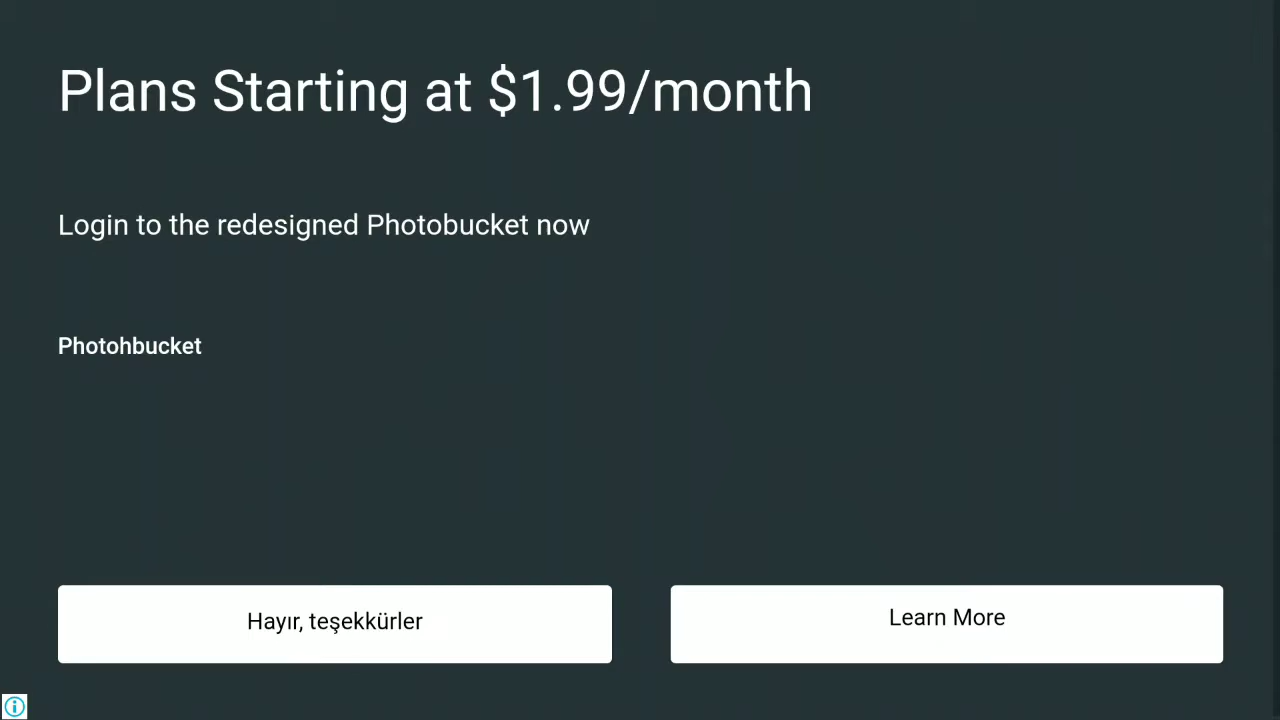 Plans Starting at $1.99/month
Login to the redesigned Photobucket now
Photohbucket
Hayır, teşekkürler
Learn More